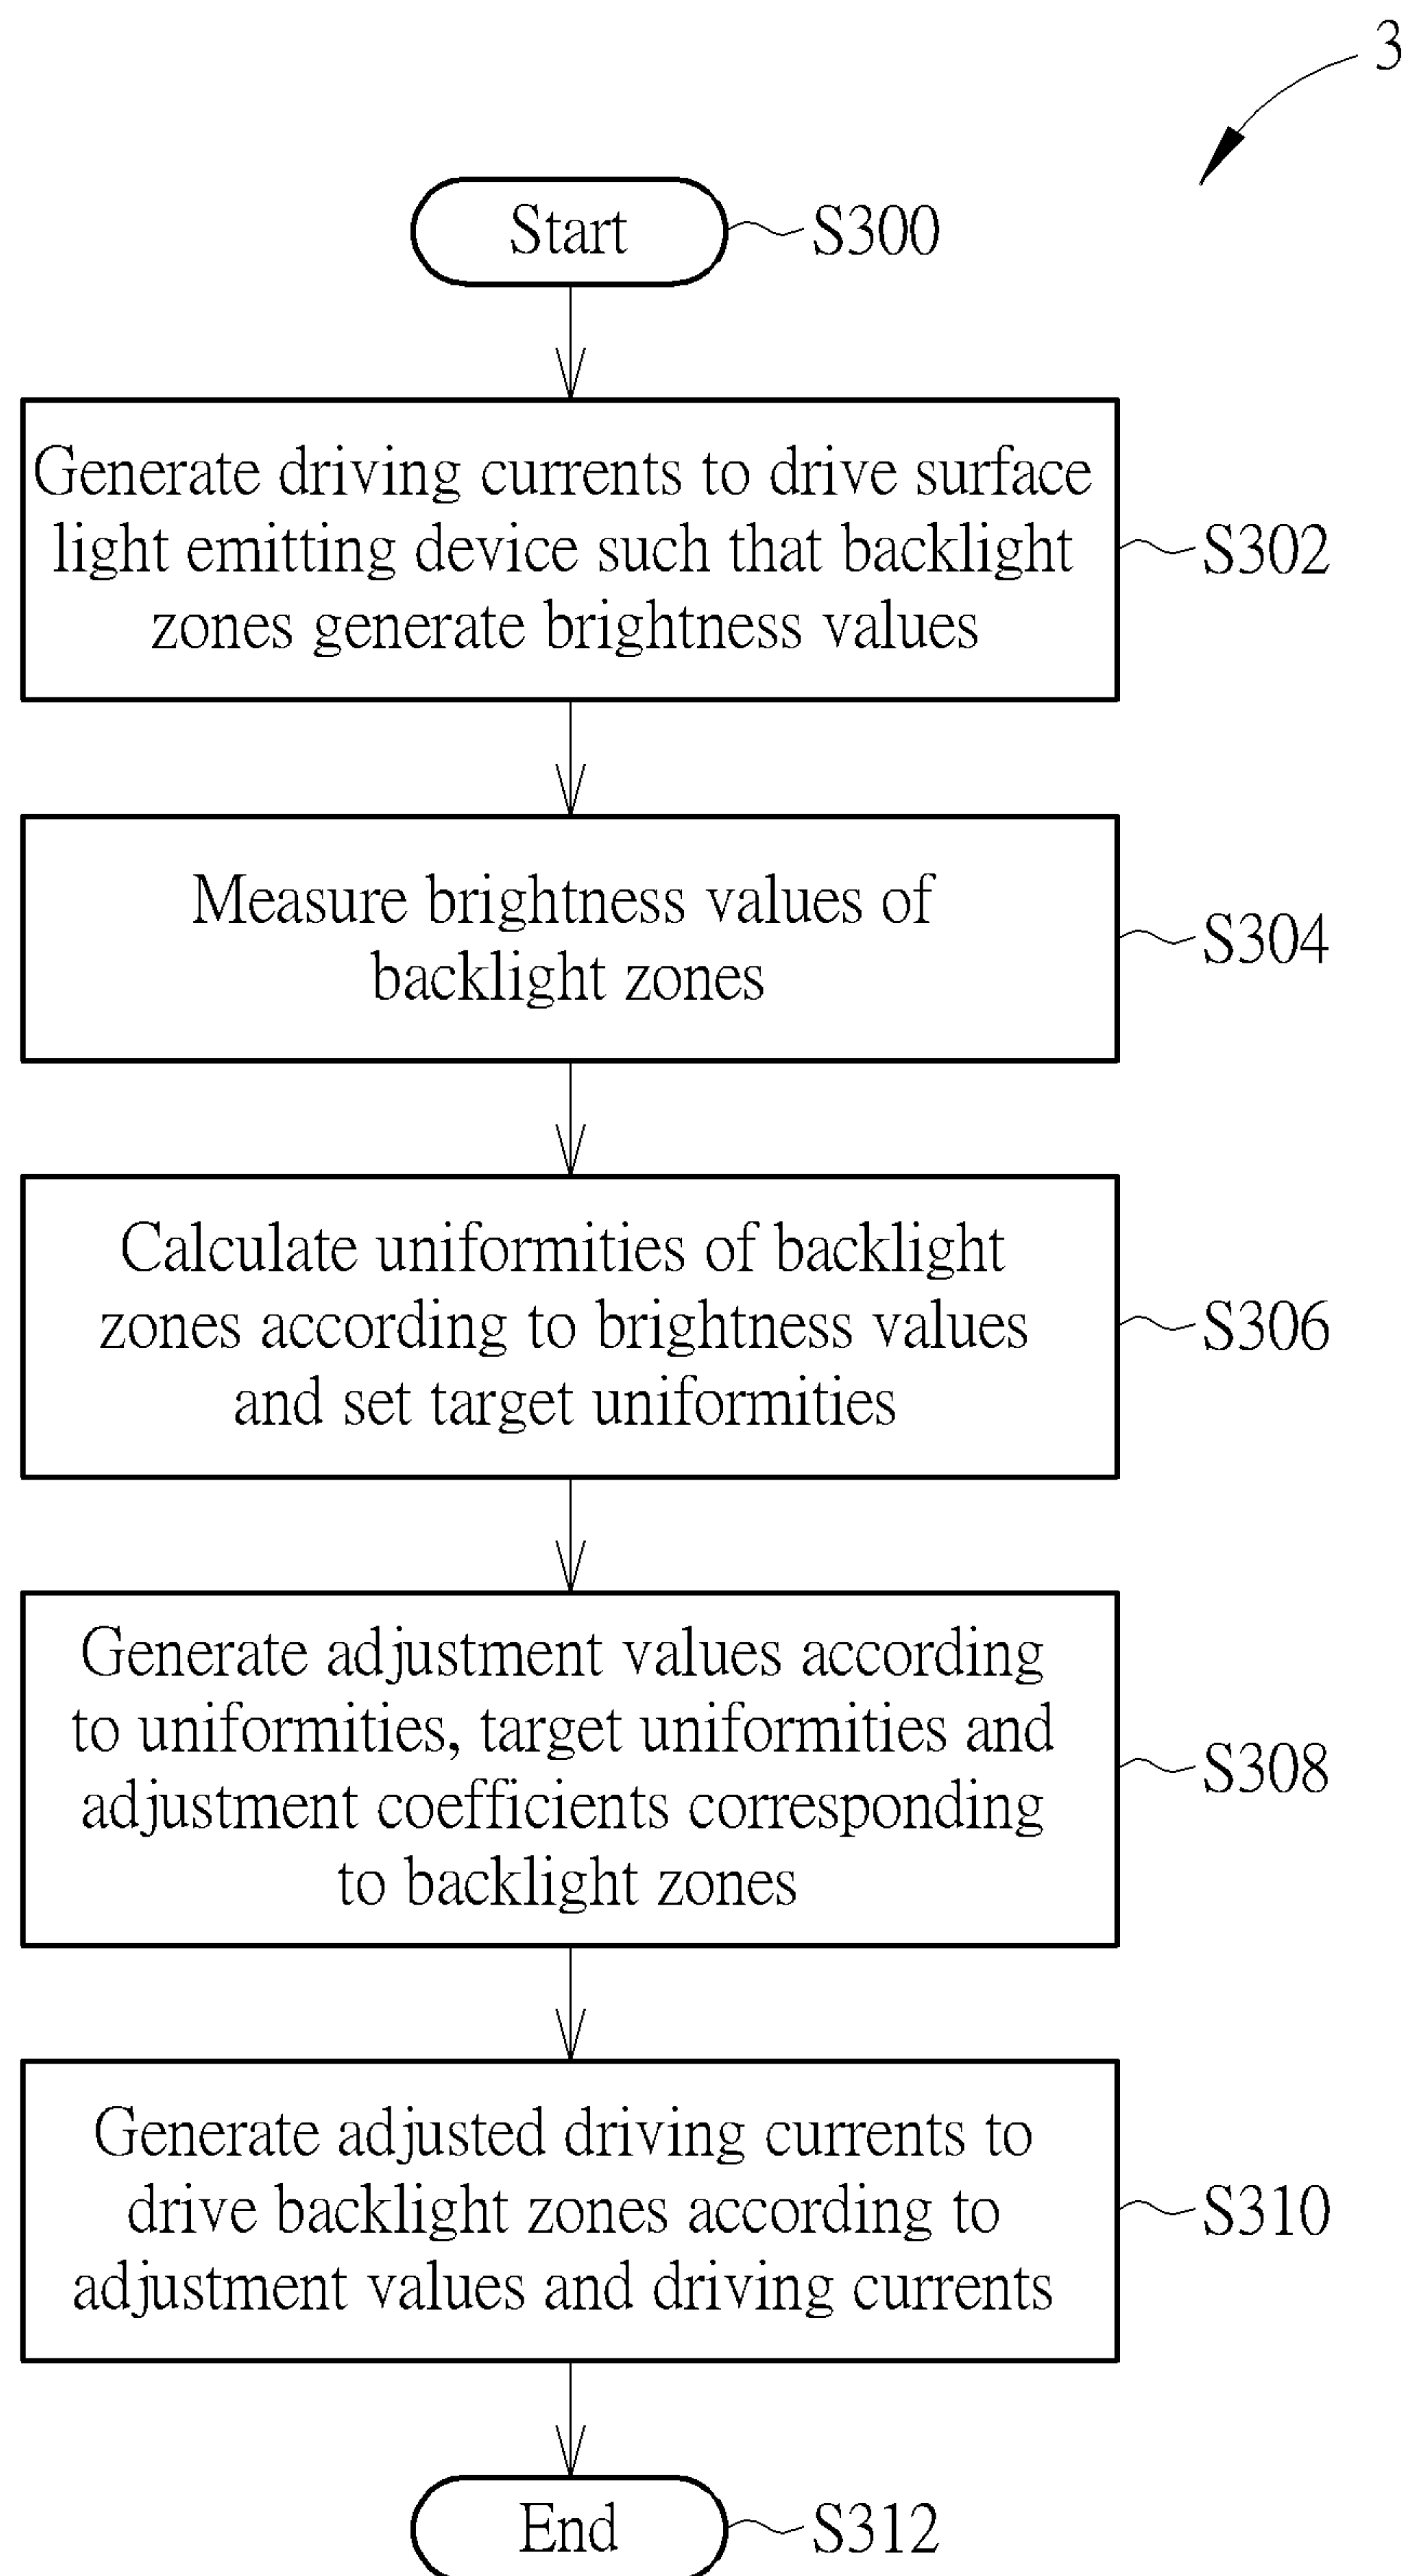 3
Start
S300
Generate driving currents to drive surface
light emitting device such that backlight
zones generate brightness values
S302
Measure brightness values of
backlight zones
S304
Calculate uniformities of backlight
zones according to brightness values
and set target uniformities
S306
Generate adjustment values according
to uniformities, target uniformities and
adjustment coefficients corresponding
to backlight zones
S308
Generate adjusted driving currents to
drive backlight zones according to
adjustment values and driving currents
S310
End
S312